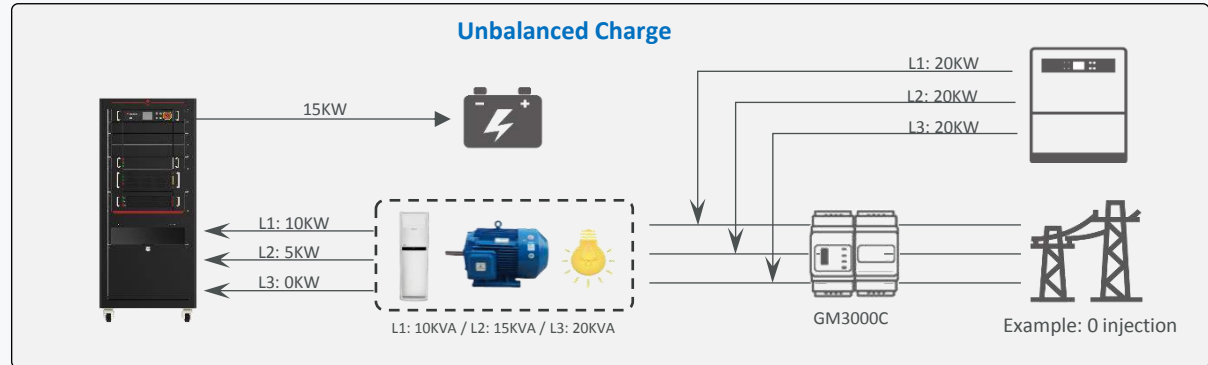 Unbalanced Charge
L1: 20KW
L2: 20KW
L3: 20KW
15KW
L1: 10KW
L2: 5KW
L3: 0KW
L1: 10KVA / L2: 15KVA / L3: 20KVA
GM3000C
Example: 0 injection